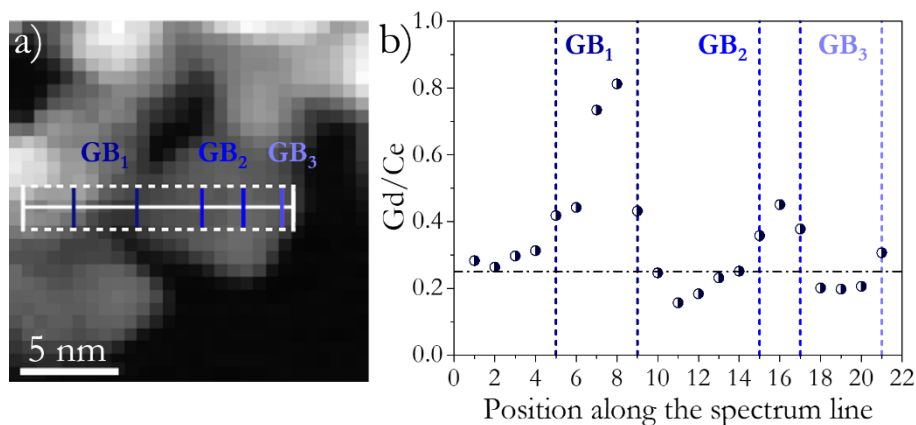 a)
GB₁ GB₂ GB₃
5 nm
b)
GB₁ GB₂ GB₃
Gd/Ce
1.0
0.8
0.6
0.4
0.2
0.0
0 2 4 6 8 10 12 14 16 18 20 22
Position along the spectrum line